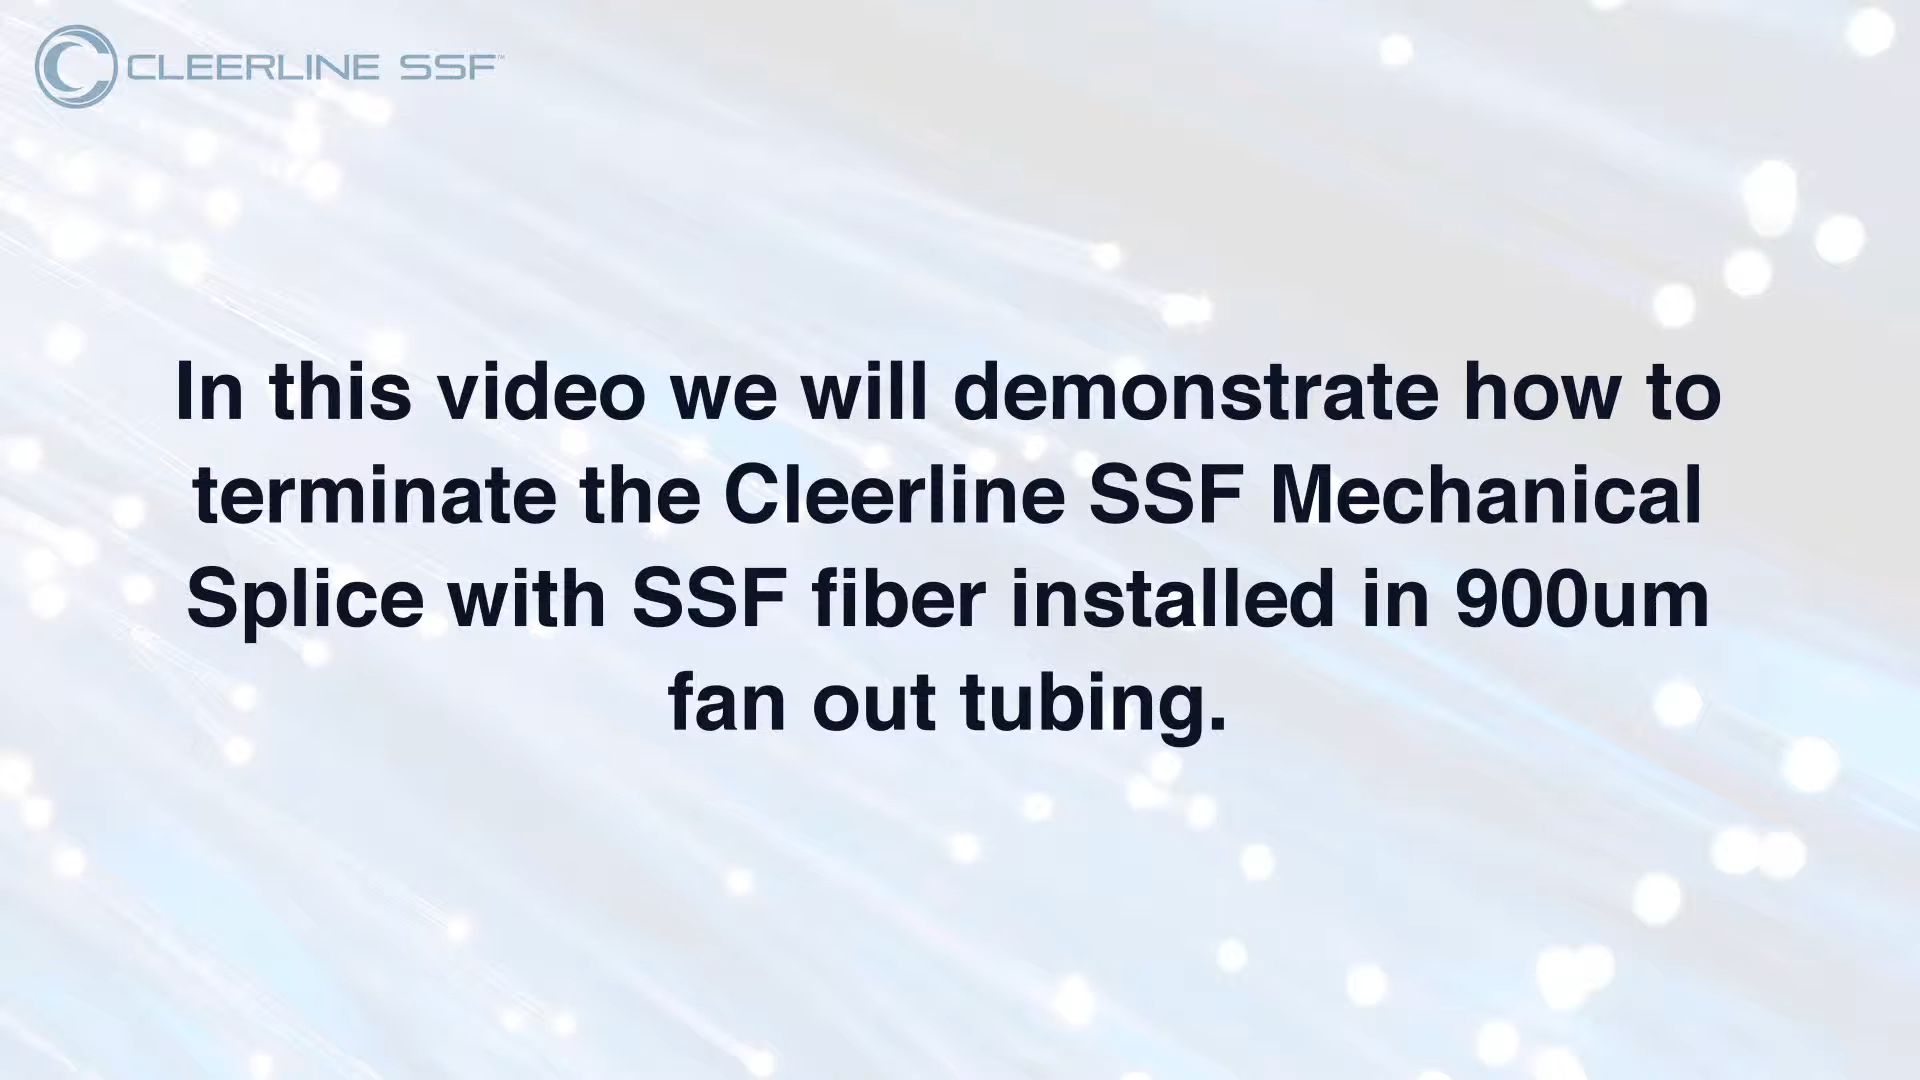 CLEERLINE SSF™
In this video we will demonstrate how to
terminate the Cleerline SSF Mechanical
Splice with SSF fiber installed in 900um
fan out tubing.